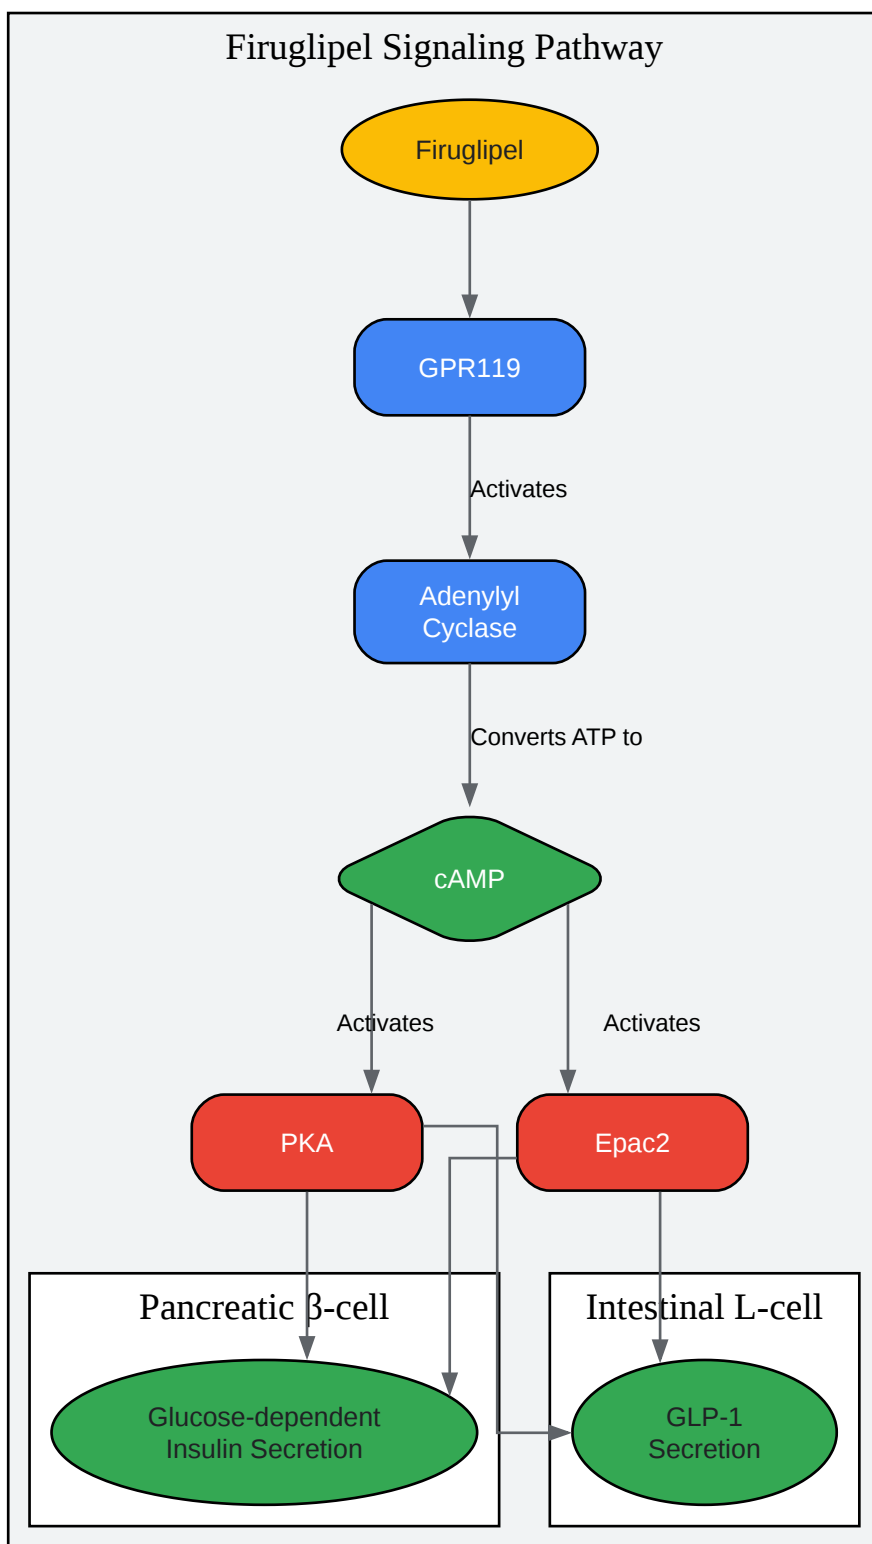 Firuglipel Signaling Pathway
Firuglipel
GPR119
Activates
Adenylyl
Cyclase
Converts ATP to
cAMP
Activates
Activates
PKA
Epac2
Pancreatic β-cell
Intestinal L-cell
Glucose-dependent
Insulin Secretion
GLP-1
Secretion